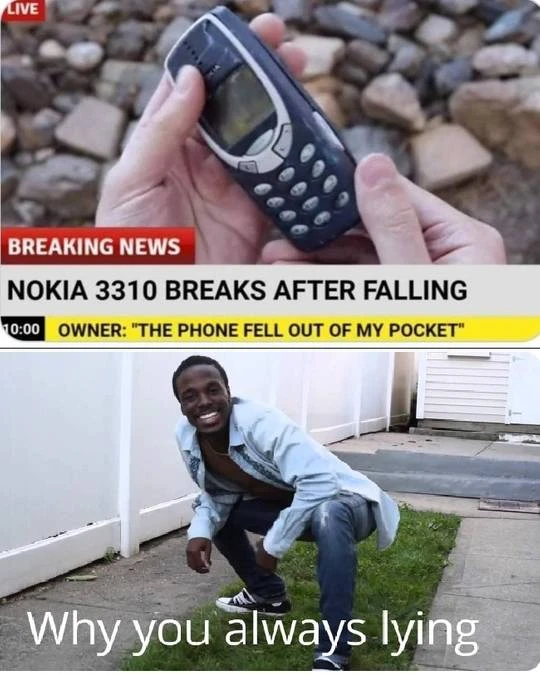 LIVE
BREAKING NEWS
NOKIA 3310 BREAKS AFTER FALLING
10:00 OWNER: "THE PHONE FELL OUT OF MY POCKET"
Why you always lying